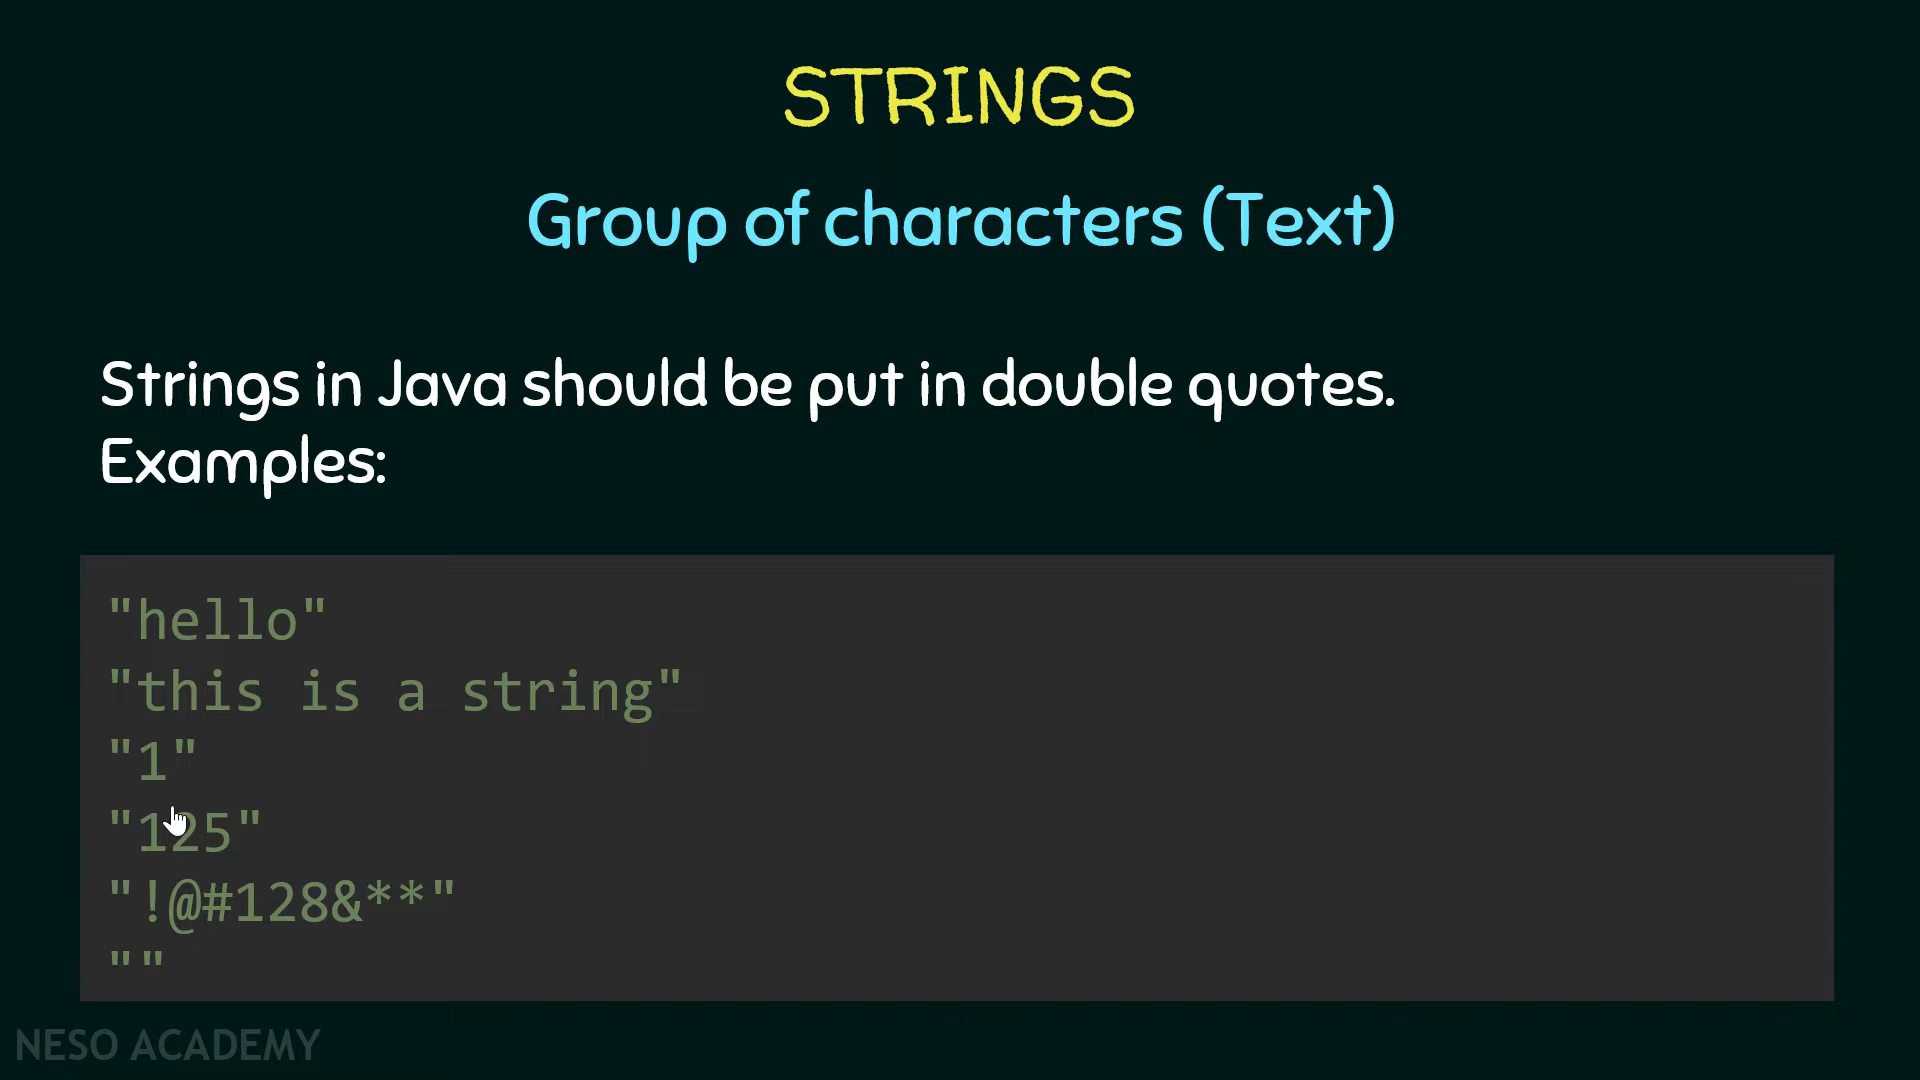 STRINGS
Group of characters (Text)
Strings in Java should be put in double quotes.
Examples:
"hello"
"this is a string"
"1"
"125"
"!@#128&**"
""
NESO ACADEMY